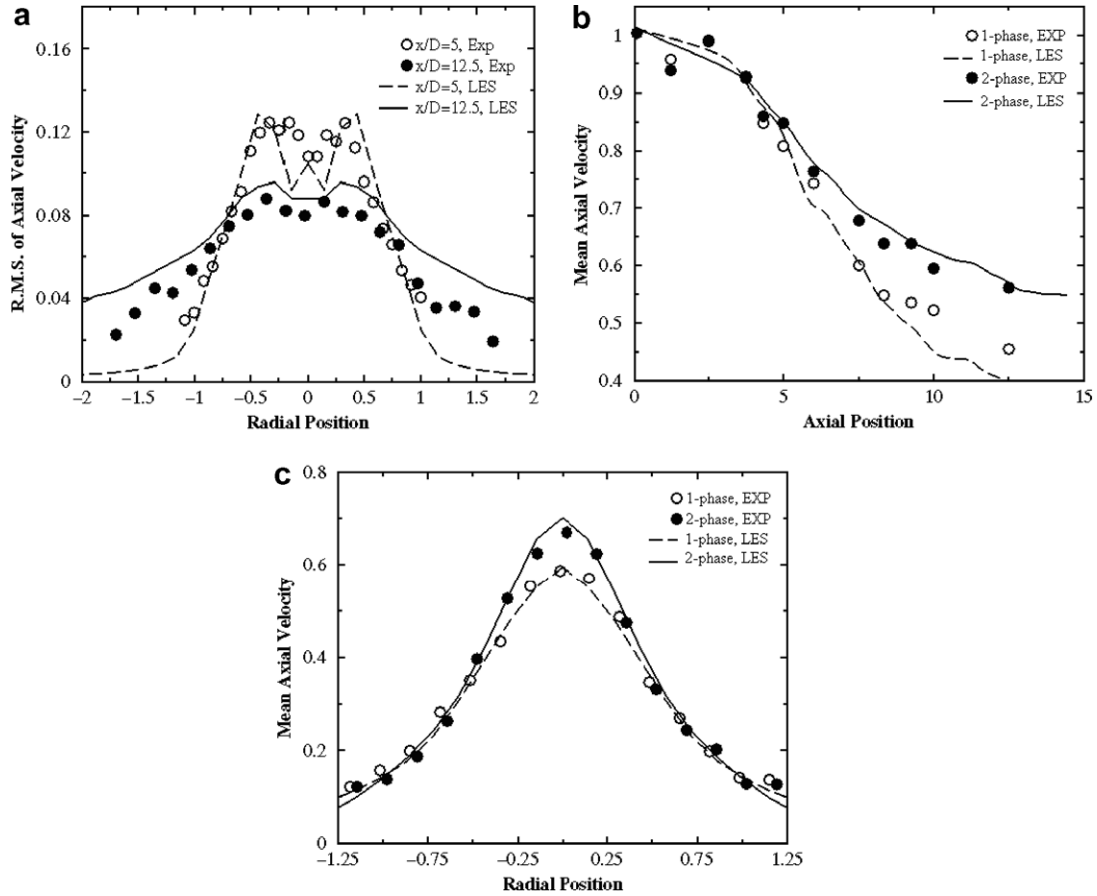 a
0.16
0.12
0.08
0.04
0
R.M.S. of Axial Velocity
x/D=5, Exp
x/D=12.5, Exp
x/D=5, LES
x/D=12.5, LES
−2 −1.5 −1 −0.5 0 0.5 1.0 1.5 2
Radial Position
b
1
0.9
0.8
0.7
0.6
0.5
0.4
Mean Axial Velocity
1-phase, EXP
1-phase, LES
2-phase, EXP
2-phase, LES
0 5 10 15
Axial Position
c
0.8
0.6
0.4
0.2
0
Mean Axial Velocity
1-phase, EXP
2-phase, EXP
1-phase, LES
2-phase, LES
−1.25 −0.75 −0.25 0.25 0.75 1.25
Radial Position